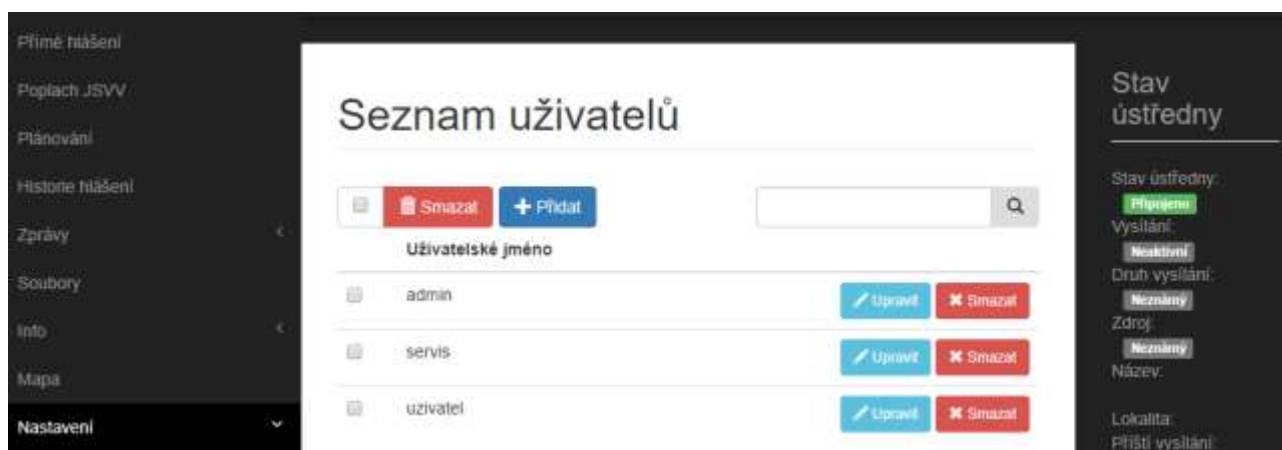 Přímé hlášení
Poplach JSVV
Plánování
Historie hlášení
Zprávy
Soubory
Info
Mapa
Nastavení
Seznam uživatelů
Smazat
Přidat
Uživatelské jméno
admin
Upravit
Smazat
servis
Upravit
Smazat
uzivatel
Upravit
Smazat
Stav
ústředny
Stav ústředny:
Připojeno
Vysílání:
Neaktivní
Druh vysílání:
Neznámý
Zdroj:
Neznámý
Název:
Lokalita:
Příští vysílání: